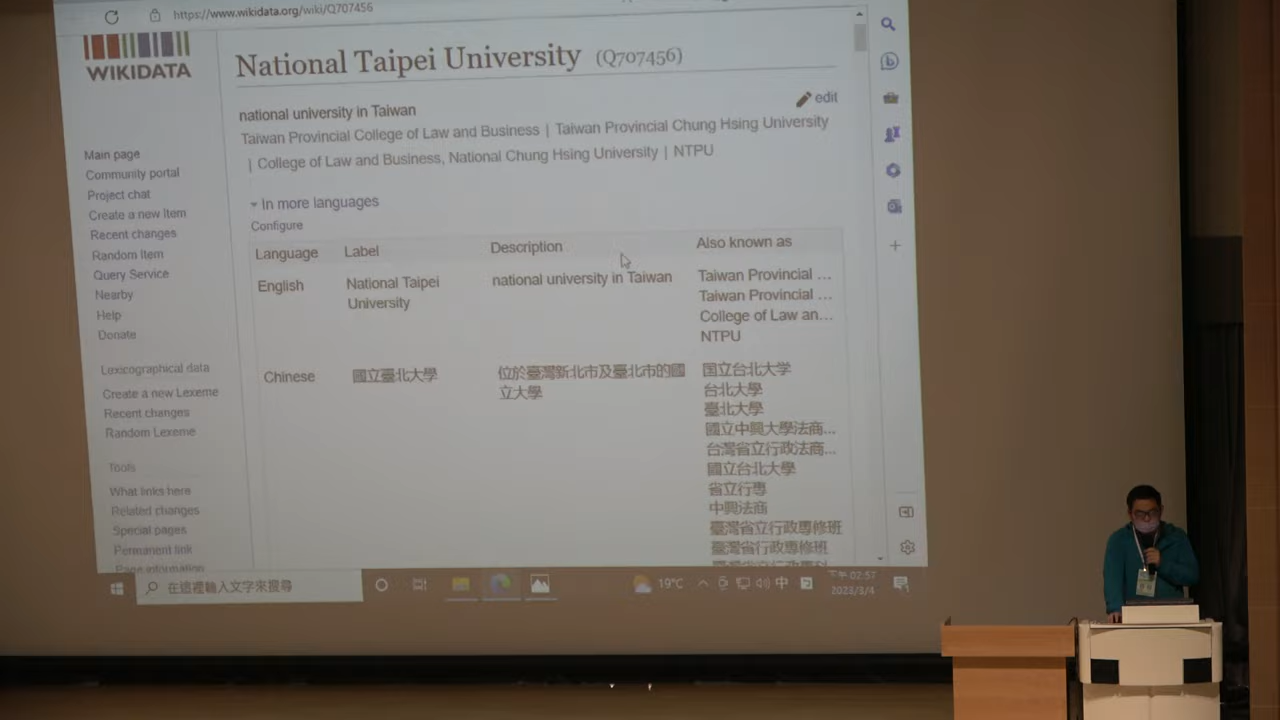 https://www.wikidata.org/wiki/Q707456
WIKIDATA
Main page
Community portal
Project chat
Create a new Item
Recent changes
Random Item
Query Service
Nearby
Help
Donate
Lexicographical data
Create a new Lexeme
Recent changes
Random Lexeme
Tools
What links here
Related changes
Special pages
Permanent link
Page information
National Taipei University (Q707456)
edit
national university in Taiwan
Taiwan Provincial College of Law and Business | Taiwan Provincial Chung Hsing University
| College of Law and Business, National Chung Hsing University | NTPU
In more languages
Configure
Language Label Description Also known as
English National Taipei national university in Taiwan Taiwan Provincial ...
University Taiwan Provincial ...
College of Law an...
NTPU
Chinese 國立臺北大學 位於臺灣新北市及臺北市的國 国立台北大学
立大學 台北大學
臺北大學
國立中興大學法商...
台灣省立行政法商...
國立台北大學
省立行專
中興法商
臺灣省立行政專修班
臺灣省行政專修班
在這裡輸入文字來搜尋
19°C
中
下午 02:57
2023/3/4